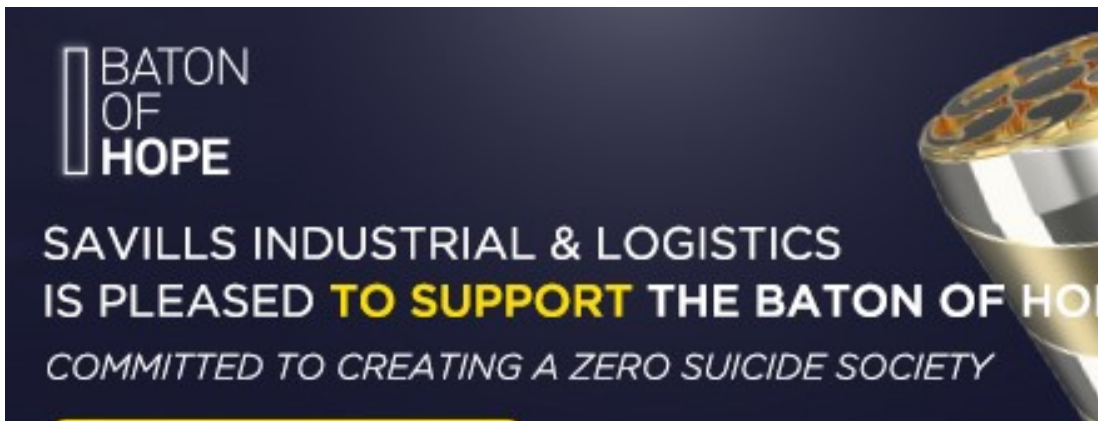 BATON
OF
HOPE
SAVILLS INDUSTRIAL & LOGISTICS
IS PLEASED TO SUPPORT THE BATON OF
COMMITTED TO CREATING A ZERO SUICIDE SOCIETY